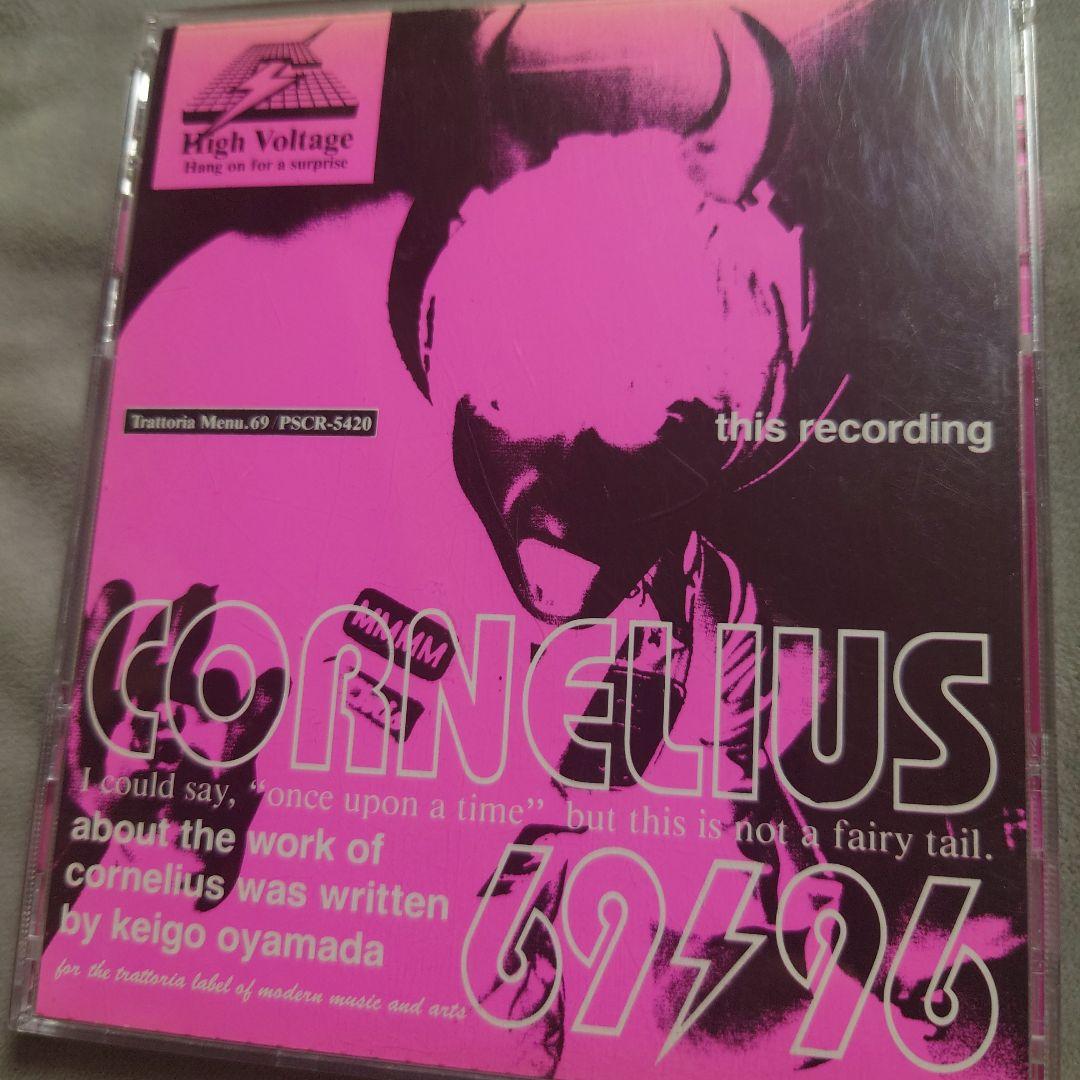 High Voltage
Hang on for a surprise
Trattoria Menu.69/PSCR-5420
this recording
MMMM
CORNELIUS
I could say, “once upon a time” but this is not a fairy tail.
about the work of
cornelius was written
by keigo oyamada
69 96
for the trattoria label of modern music and arts